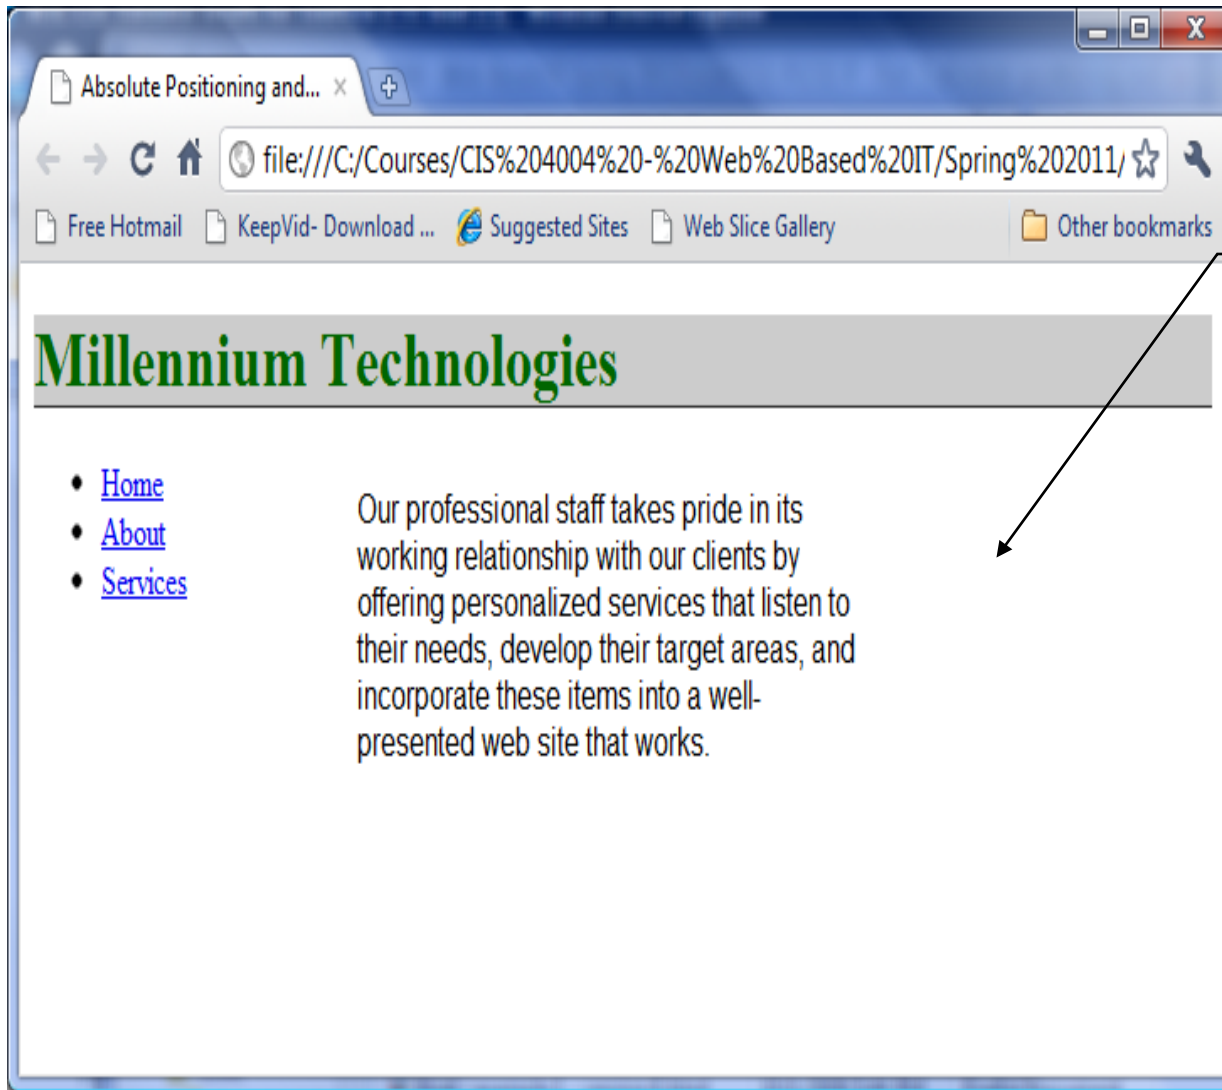 Absolute Positioning and...
file:///C:/Courses/CIS%204004%20-%20Web%20Based%20IT/Spring%202011/
Free Hotmail KeepVid- Download ... Suggested Sites Web Slice Gallery Other bookmarks
Millennium Technologies
Home
About
Services
Our professional staff takes pride in its
working relationship with our clients by
offering personalized services that listen to
their needs, develop their target areas, and
incorporate these items into a well-
presented web site that works.